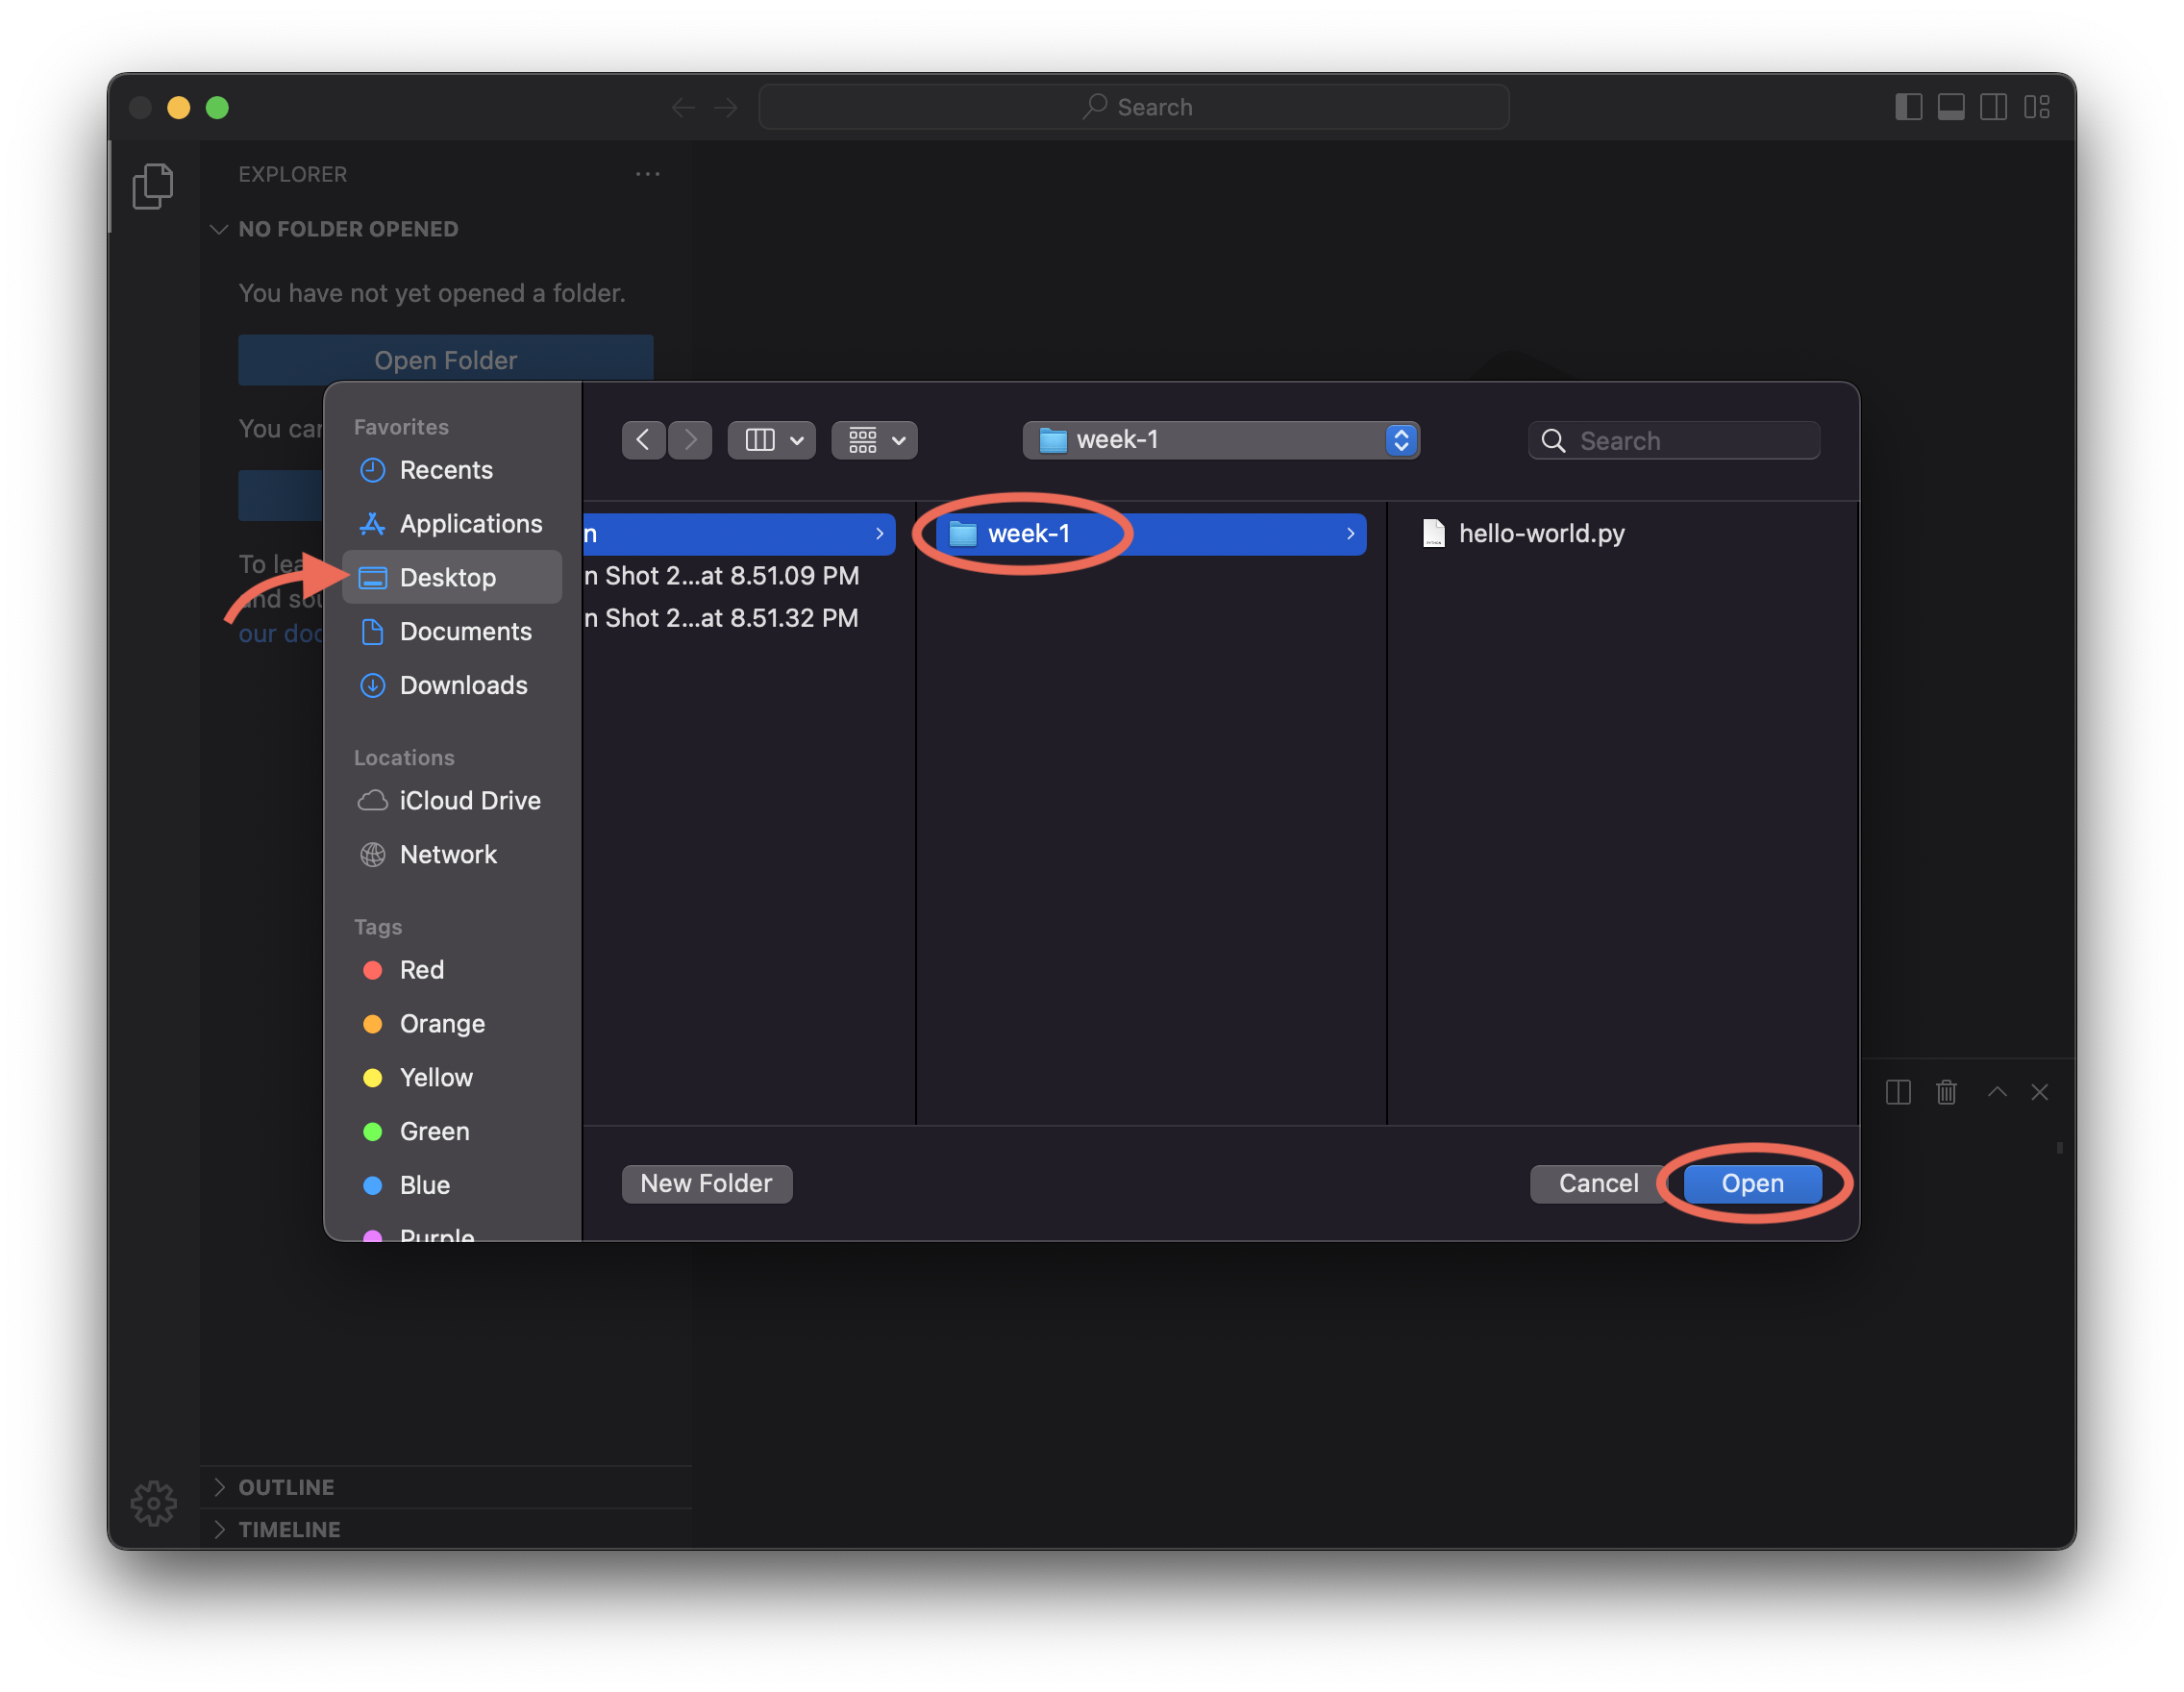 Search
EXPLORER
NO FOLDER OPENED
You have not yet opened a folder.
Open Folder
You can
To lea
and sou
our doc
Favorites
Recents
Applications
Desktop
Documents
Downloads
Locations
iCloud Drive
Network
Tags
Red
Orange
Yellow
Green
Blue
Purple
week-1
Search
n
n Shot 2...at 8.51.09 PM
n Shot 2...at 8.51.32 PM
week-1
hello-world.py
New Folder
Cancel
Open
OUTLINE
TIMELINE